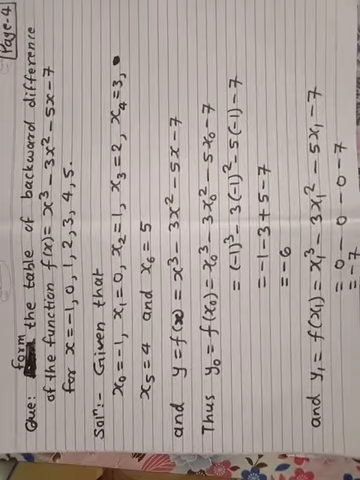 Page-4
Que: form the table of backward difference
of the function f(x) = x³ - 3x² - 5x - 7
for x = -1, 0, 1, 2, 3, 4, 5.
Solⁿ:- Given that
x₀ = -1, x₁ = 0, x₂ = 1, x₃ = 2, x₄ = 3,
x₅ = 4 and x₆ = 5
and y = f(x) = x³ - 3x² - 5x - 7
Thus y₀ = f(x₀) = x₀³ - 3x₀² - 5x₀ - 7
= (-1)³ - 3(-1)² - 5(-1) - 7
= -1 - 3 + 5 - 7
= -6
and y₁ = f(x₁) = x₁³ - 3x₁² - 5x₁ - 7
= 0 - 0 - 0 - 7
= 7